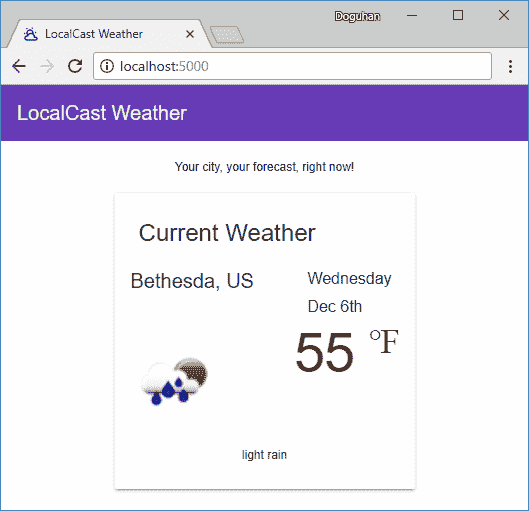 Doguhan
LocalCast Weather
localhost:5000
LocalCast Weather
Your city, your forecast, right now!
Current Weather
Bethesda, US
Wednesday
Dec 6th
55 °F
light rain